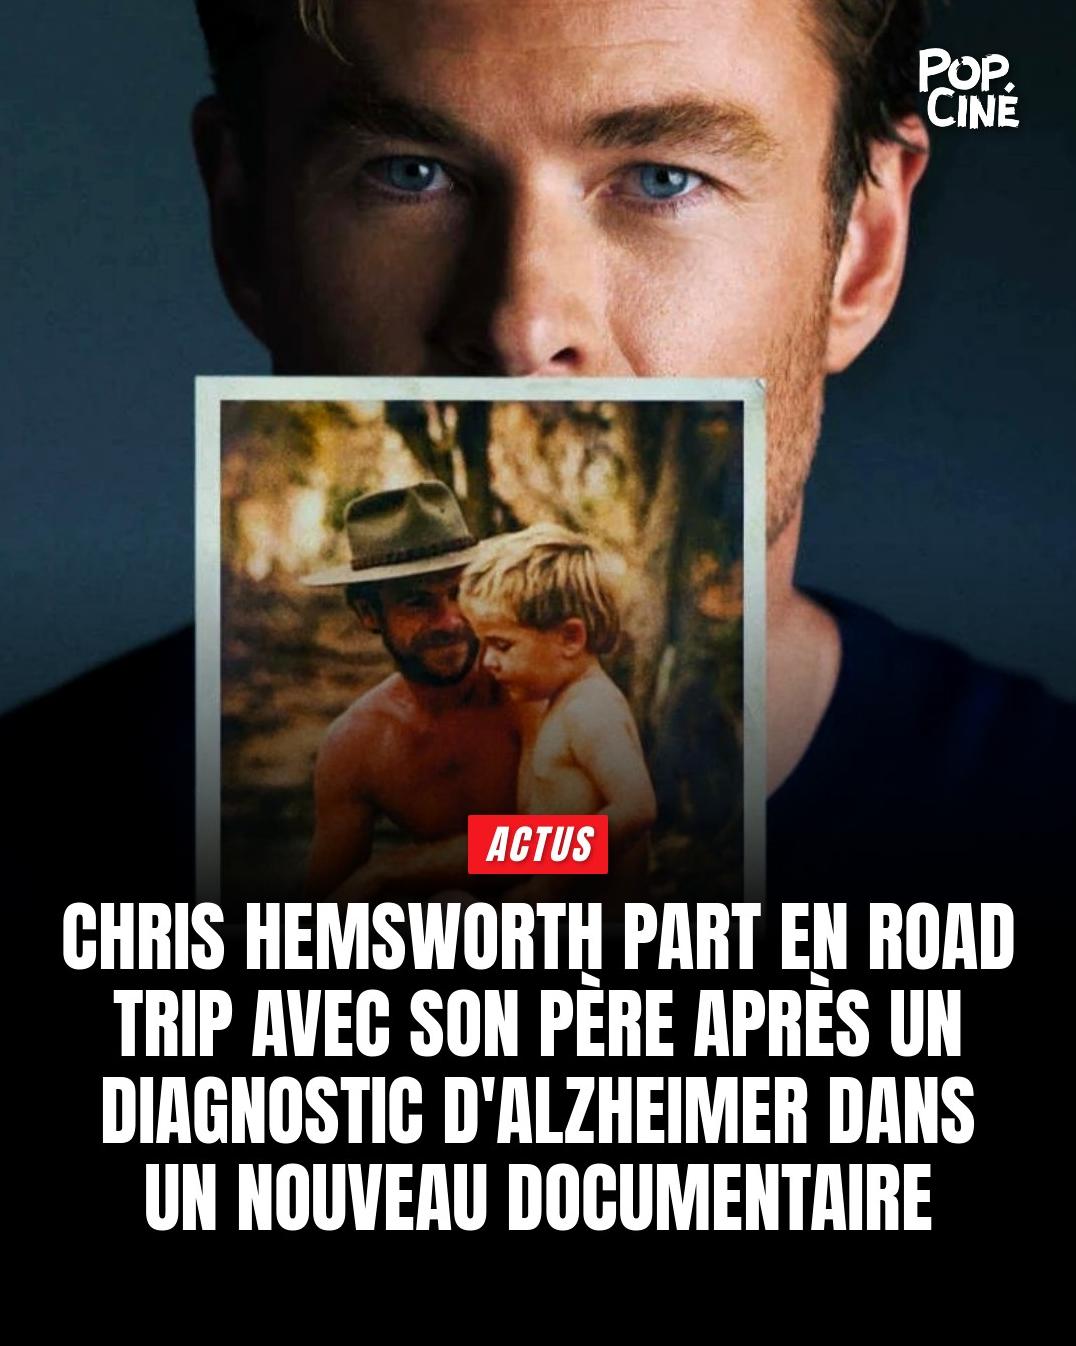 POP.
CINÉ
ACTUS
CHRIS HEMSWORTH PART EN ROAD
TRIP AVEC SON PÈRE APRÈS UN
DIAGNOSTIC D'ALZHEIMER DANS
UN NOUVEAU DOCUMENTAIRE